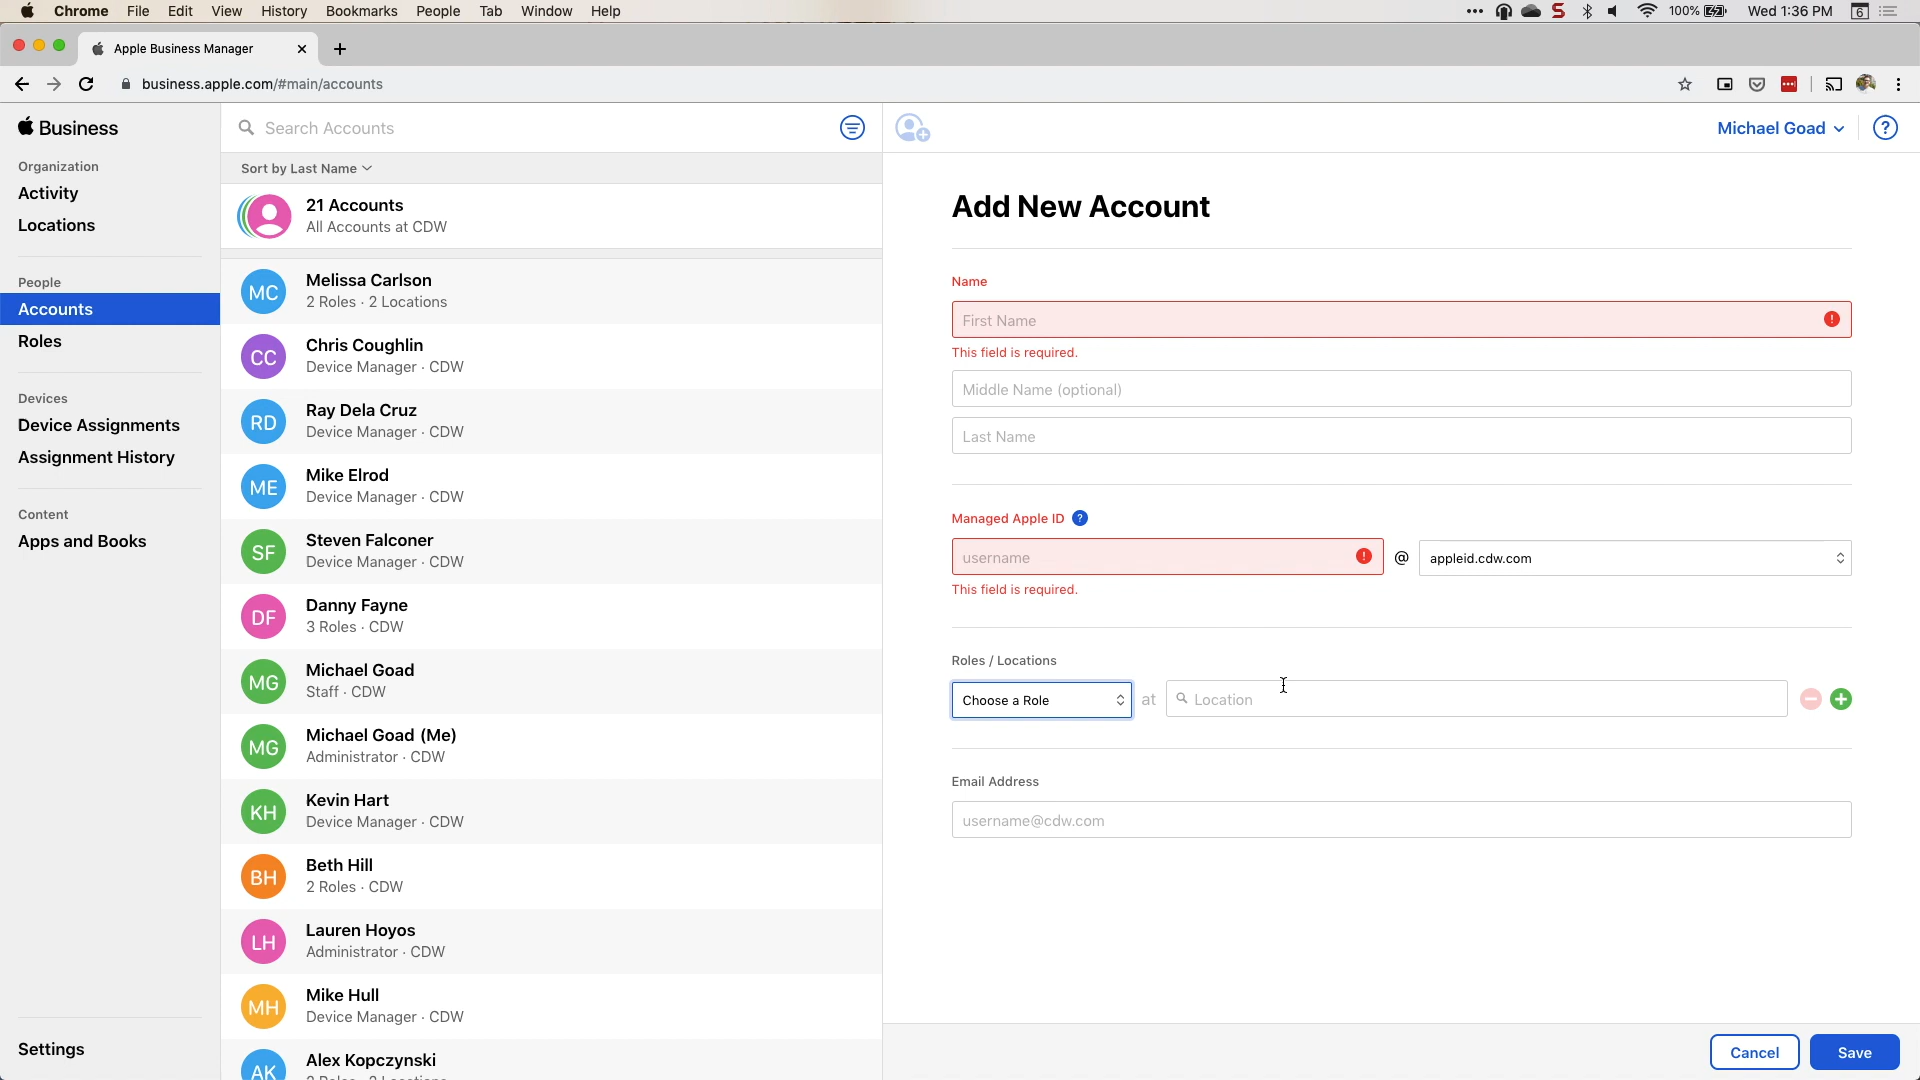 Chrome File Edit View History Bookmarks People Tab Window Help
100% Wed 1:36 PM 6
Apple Business Manager
business.apple.com/#main/accounts
Business
Organization
Activity
Locations
People
Accounts
Roles
Devices
Device Assignments
Assignment History
Content
Apps and Books
Settings
Search Accounts
Sort by Last Name
21 Accounts
All Accounts at CDW
MC
Melissa Carlson
2 Roles · 2 Locations
CC
Chris Coughlin
Device Manager · CDW
RD
Ray Dela Cruz
Device Manager · CDW
ME
Mike Elrod
Device Manager · CDW
SF
Steven Falconer
Device Manager · CDW
DF
Danny Fayne
3 Roles · CDW
MG
Michael Goad
Staff · CDW
MG
Michael Goad (Me)
Administrator · CDW
KH
Kevin Hart
Device Manager · CDW
BH
Beth Hill
2 Roles · CDW
LH
Lauren Hoyos
Administrator · CDW
MH
Mike Hull
Device Manager · CDW
AK
Alex Kopczynski
Michael Goad ?
Add New Account
Name
First Name !
This field is required.
Middle Name (optional)
Last Name
Managed Apple ID ?
username ! @ appleid.cdw.com
This field is required.
Roles / Locations
Choose a Role at Location
Email Address
username@cdw.com
Cancel Save